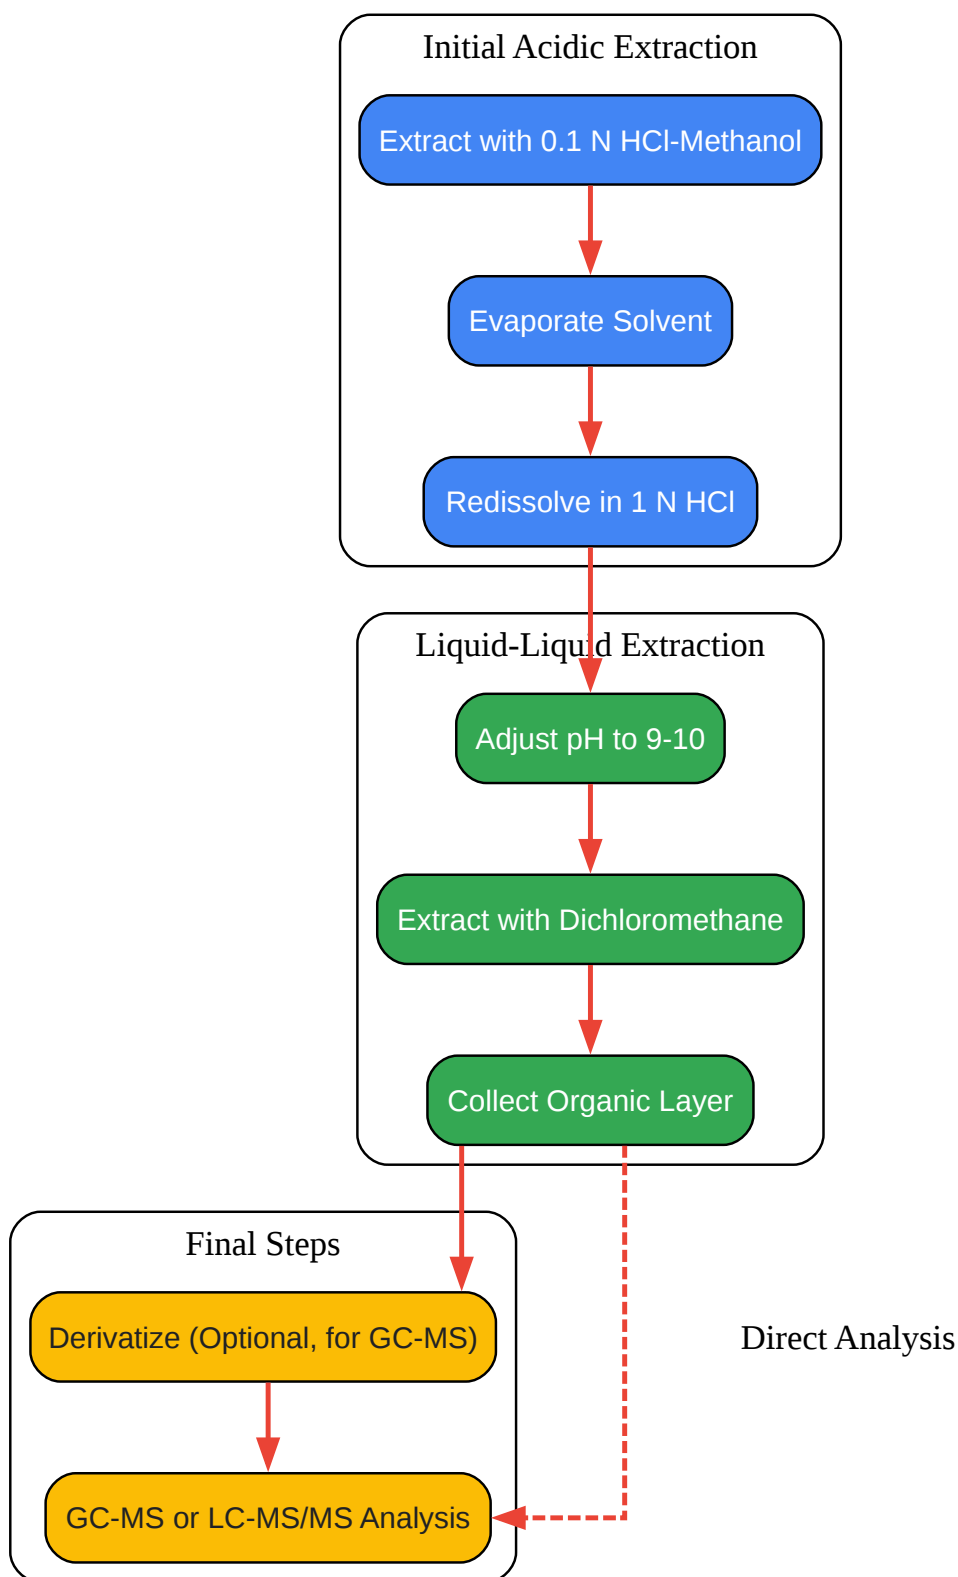 Initial Acidic Extraction
Extract with 0.1 N HCl-Methanol
Evaporate Solvent
Redissolve in 1 N HCl
Liquid-Liquid Extraction
Adjust pH to 9-10
Extract with Dichloromethane
Collect Organic Layer
Final Steps
Derivatize (Optional, for GC-MS)
Direct Analysis
GC-MS or LC-MS/MS Analysis